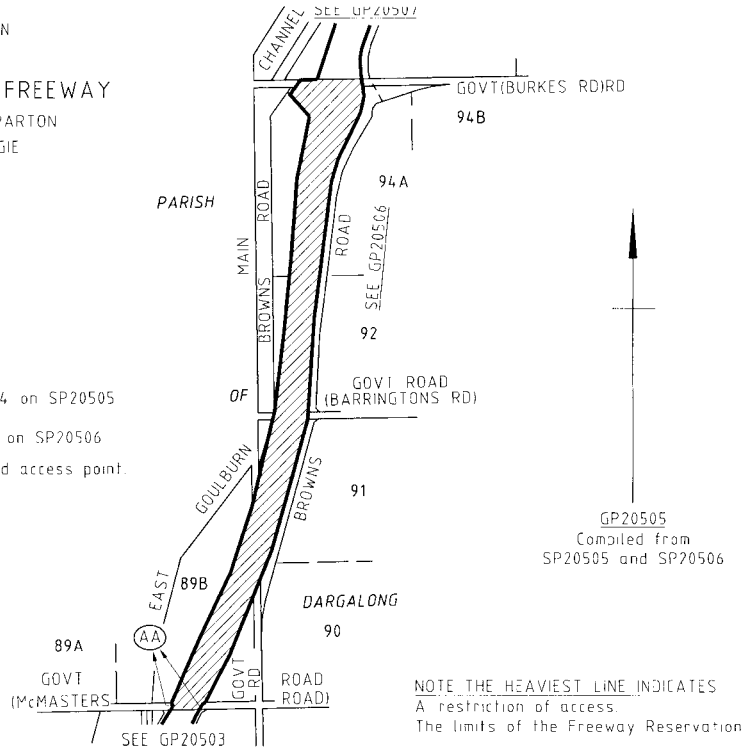 SEE GP20507
N
CHANNEL
FREEWAY
PARTON
GIE
GOVT(BURKES RD)RD
94B
94A
PARISH
MAIN
ROAD
BROWNS
ROAD
SEE GP20506
92
4 on SP20505
OF
GOVT ROAD
(BARRINGTONS RD)
on SP20506
d access point.
GOULBURN
BROWNS
91
GP20505
Compiled from
SP20505 and SP20506
EAST
89B
DARGALONG
90
AA
89A
GOVT
(McMASTERS
GOVT
RD
ROAD
ROAD)
SEE GP20503
NOTE THE HEAVIEST LINE INDICATES
A restriction of access.
The limits of the Freeway Reservation